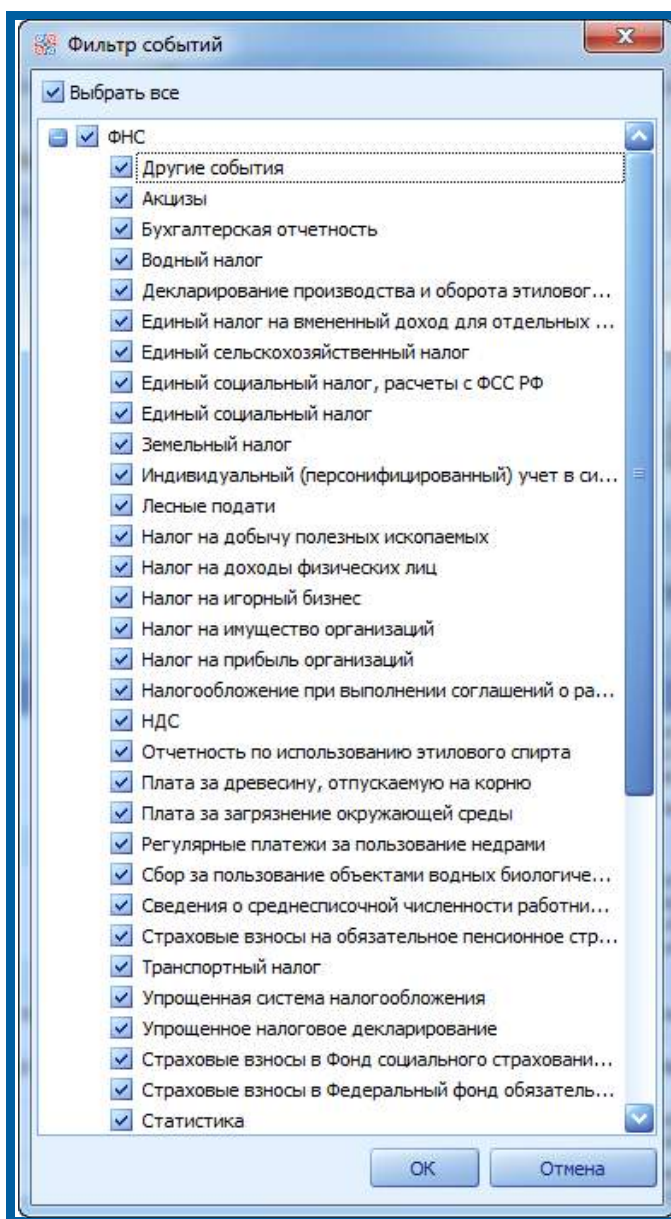 Фильтр событий
Выбрать все
ФНС
Другие события
Акцизы
Бухгалтерская отчетность
Водный налог
Декларирование производства и оборота этиловог...
Единый налог на вмененный доход для отдельных ...
Единый сельскохозяйственный налог
Единый социальный налог, расчеты с ФСС РФ
Единый социальный налог
Земельный налог
Индивидуальный (персонифицированный) учет в си...
Лесные подати
Налог на добычу полезных ископаемых
Налог на доходы физических лиц
Налог на игорный бизнес
Налог на имущество организаций
Налог на прибыль организаций
Налогообложение при выполнении соглашений о ра...
НДС
Отчетность по использованию этилового спирта
Плата за древесину, отпускаемую на корню
Плата за загрязнение окружающей среды
Регулярные платежи за пользование недрами
Сбор за пользование объектами водных биологиче...
Сведения о среднесписочной численности работни...
Страховые взносы на обязательное пенсионное стр...
Транспортный налог
Упрощенная система налогообложения
Упрощенное налоговое декларирование
Страховые взносы в Фонд социального страховани...
Страховые взносы в Федеральный фонд обязатель...
Статистика
ОК Отмена